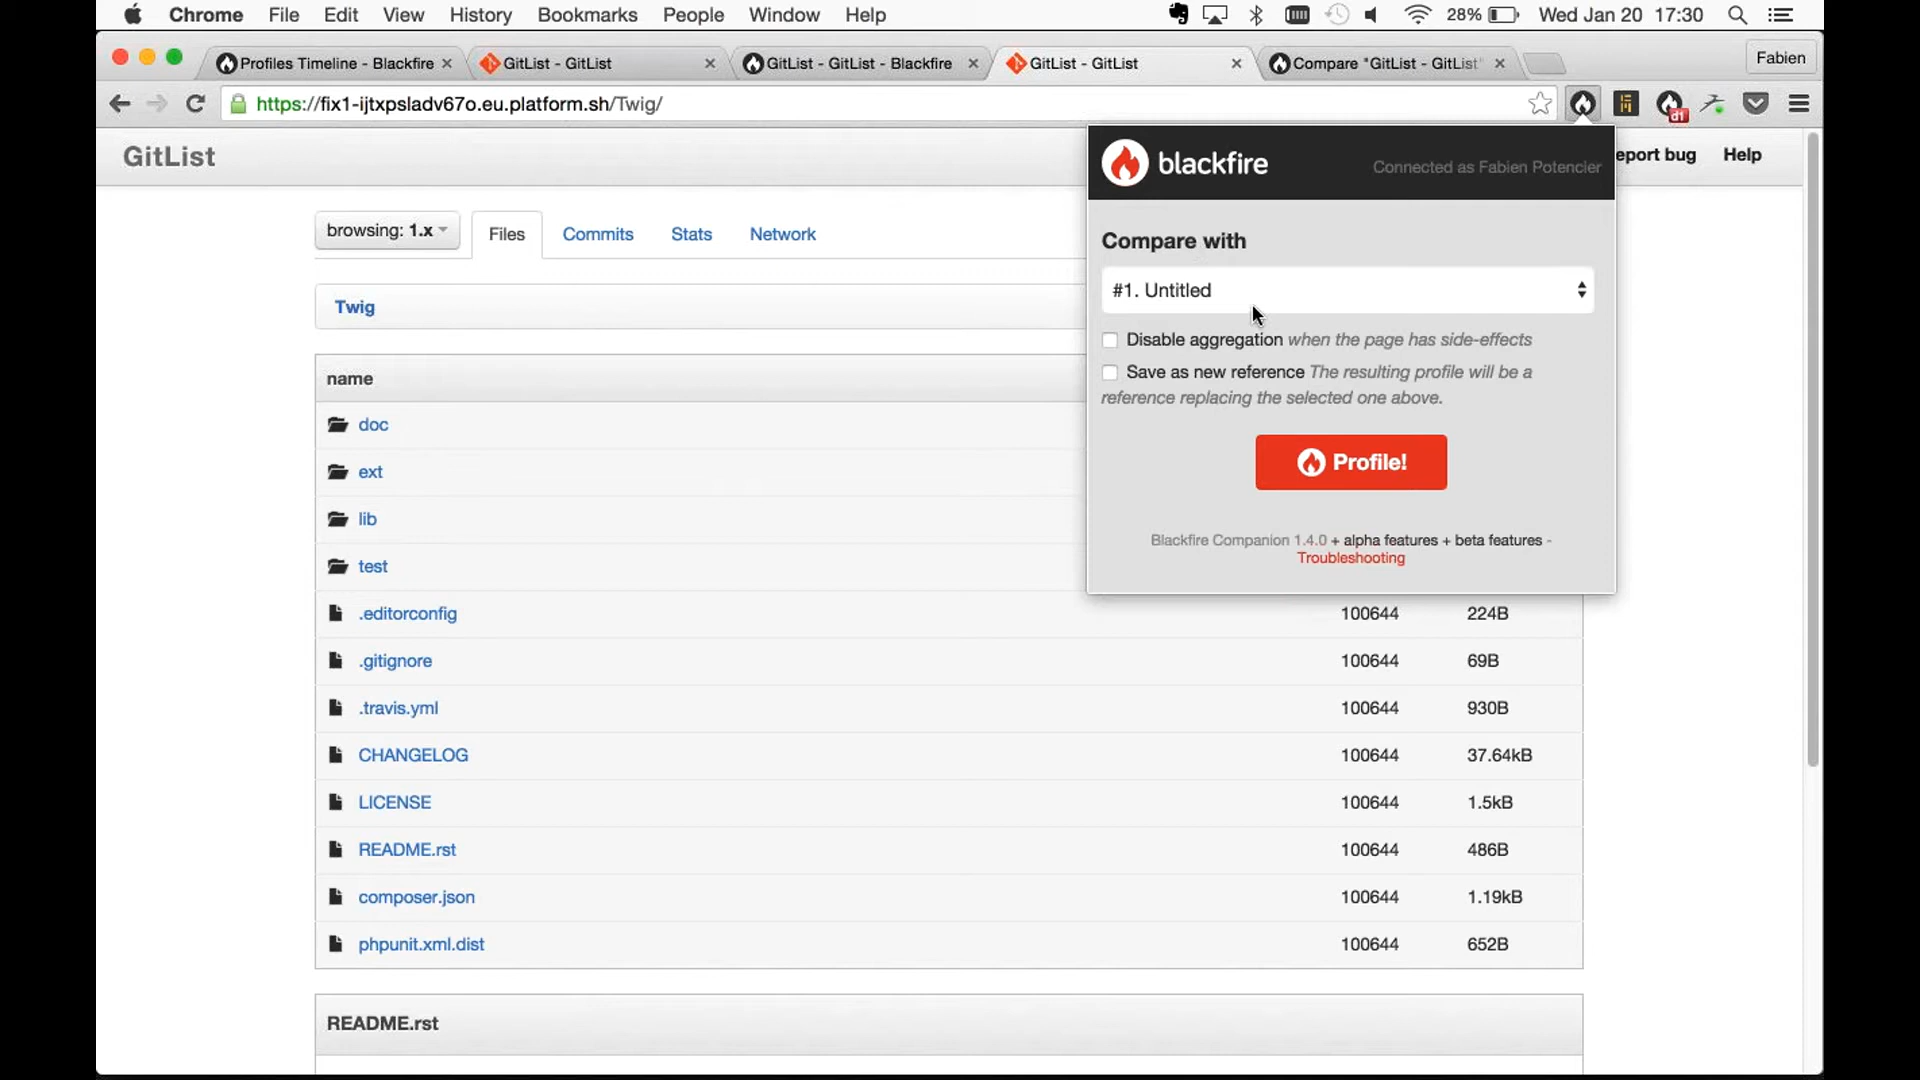 Chrome File Edit View History Bookmarks People Window Help 28% Wed Jan 20 17:30
Profiles Timeline - Blackfire GitList - GitList GitList - GitList - Blackfire GitList - GitList Compare "GitList - GitList" Fabien
https://fix1-ijtxpsladv67o.eu.platform.sh/Twig/ d1
GitList
eport bug Help
blackfire Connected as Fabien Potencier
browsing: 1.x Files Commits Stats Network
Compare with
#1. Untitled
Disable aggregation when the page has side-effects
Save as new reference The resulting profile will be a
reference replacing the selected one above.
Profile!
Blackfire Companion 1.4.0 + alpha features + beta features -
Troubleshooting
Twig
name
doc
ext
lib
test
.editorconfig 100644 224B
.gitignore 100644 69B
.travis.yml 100644 930B
CHANGELOG 100644 37.64kB
LICENSE 100644 1.5kB
README.rst 100644 486B
composer.json 100644 1.19kB
phpunit.xml.dist 100644 652B
README.rst